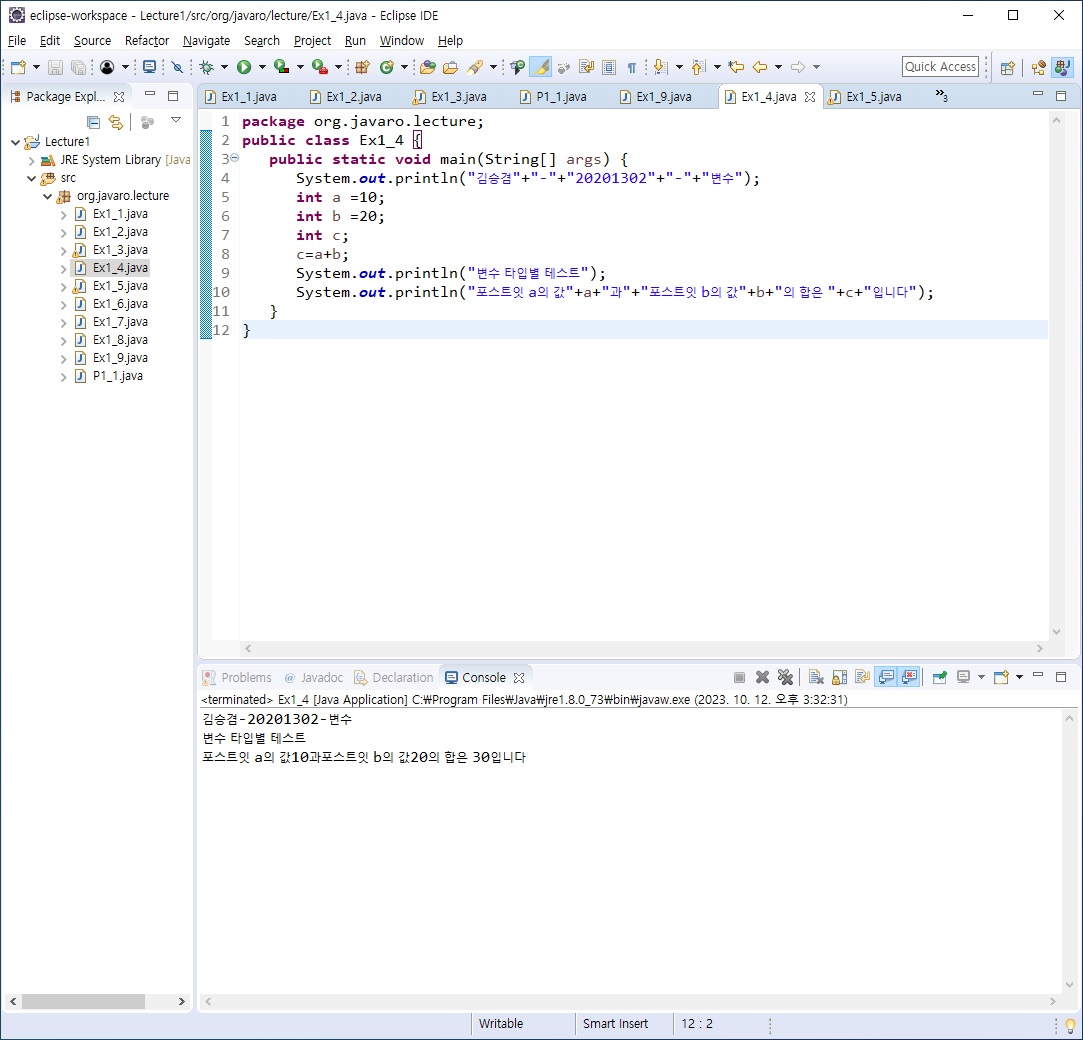 eclipse-workspace - Lecture1/src/org/javaro/lecture/Ex1_4.java - Eclipse IDE
File Edit Source Refactor Navigate Search Project Run Window Help
Quick Access
Package Expl...
Ex1_1.java Ex1_2.java Ex1_3.java P1_1.java Ex1_9.java Ex1_4.java Ex1_5.java »3
Lecture1
JRE System Library [Java
src
org.javaro.lecture
Ex1_1.java
Ex1_2.java
Ex1_3.java
Ex1_4.java
Ex1_5.java
Ex1_6.java
Ex1_7.java
Ex1_8.java
Ex1_9.java
P1_1.java
1 package org.javaro.lecture;
2 public class Ex1_4 {
3 public static void main(String[] args) {
4 System.out.println("김승겸"+"-"+"20201302"+"-"+"변수");
5 int a =10;
6 int b =20;
7 int c;
8 c=a+b;
9 System.out.println("변수 타입별 테스트");
10 System.out.println("포스트잇 a의 값"+a+"과"+"포스트잇 b의 값"+b+"의 합은 "+c+"입니다");
11 }
12 }
Problems @ Javadoc Declaration Console
<terminated> Ex1_4 [Java Application] C:₩Program Files₩Java₩jre1.8.0_73₩bin₩javaw.exe (2023. 10. 12. 오후 3:32:31)
김승겸-20201302-변수
변수 타입별 테스트
포스트잇 a의 값10과포스트잇 b의 값20의 합은 30입니다
Writable Smart Insert 12 : 2